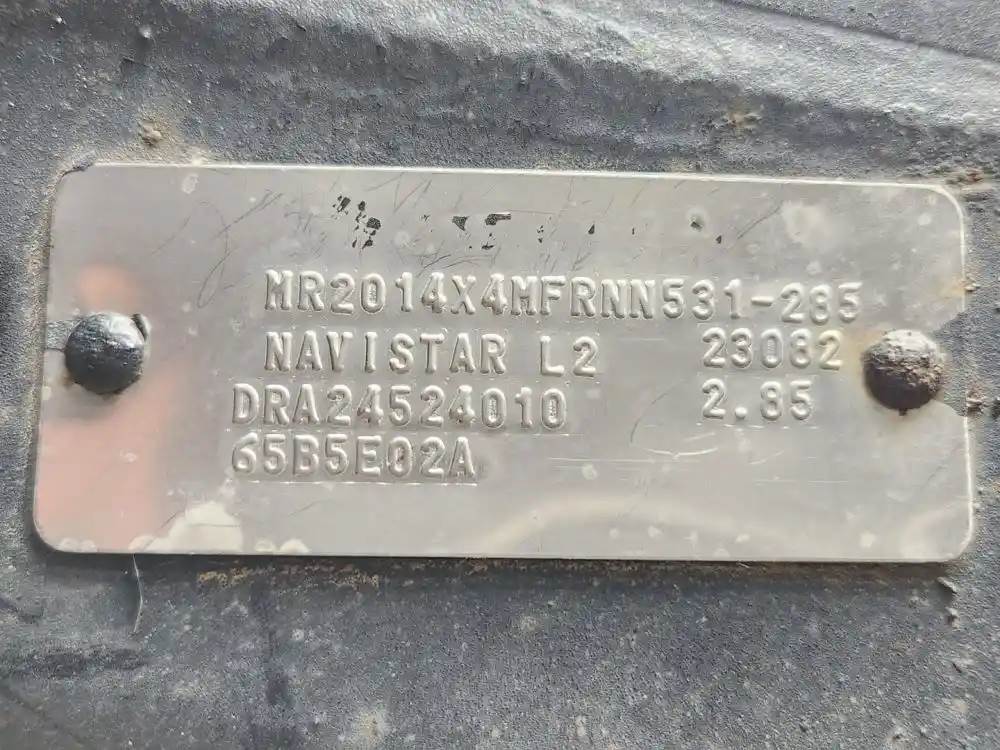 MR2014X4MFRNN531-285
NAVISTAR L2 23082
DRA24524010 2.85
65B5E02A